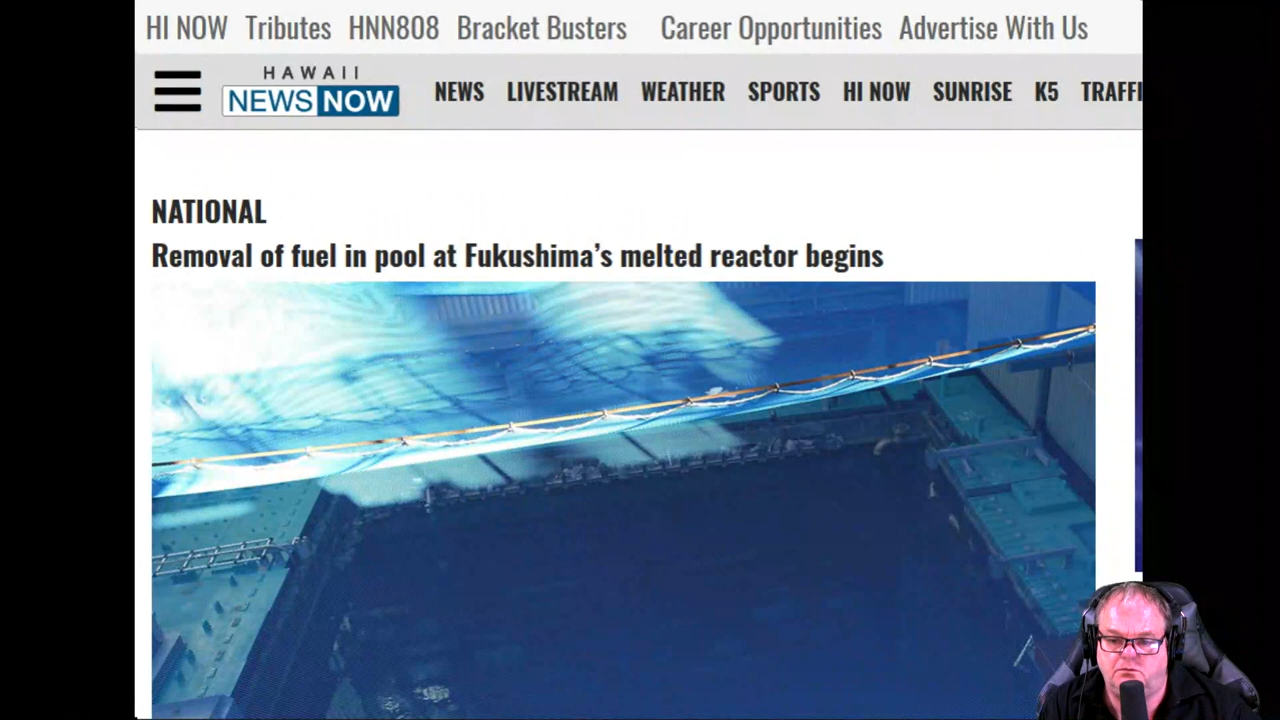 HI NOW Tributes HNN808 Bracket Busters Career Opportunities Advertise With Us
HAWAII
NEWS NOW
NEWS LIVESTREAM WEATHER SPORTS HI NOW SUNRISE K5 TRAFFI
NATIONAL
Removal of fuel in pool at Fukushima’s melted reactor begins